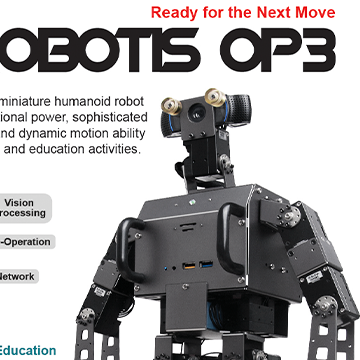 Ready for the Next Move
OBOTIS OP3
miniature humanoid robot
tional power, sophisticated
nd dynamic motion ability
and education activities.
Vision
rocessing
-Operation
Network
Education